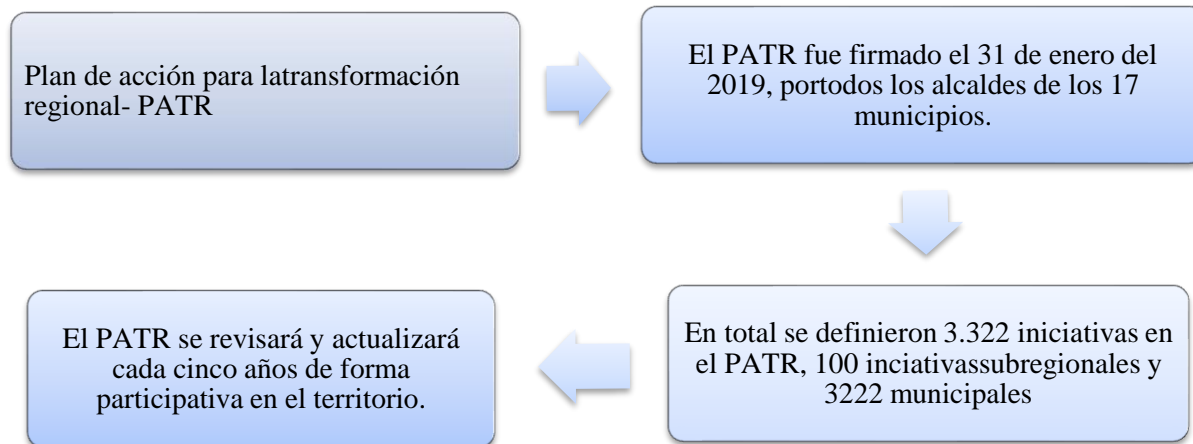 Plan de acción para latransformación
regional- PATR
El PATR fue firmado el 31 de enero del
2019, portodos los alcaldes de los 17
municipios.
En total se definieron 3.322 iniciativas en
el PATR, 100 inciativassubregionales y
3222 municipales
El PATR se revisará y actualizará
cada cinco años de forma
participativa en el territorio.